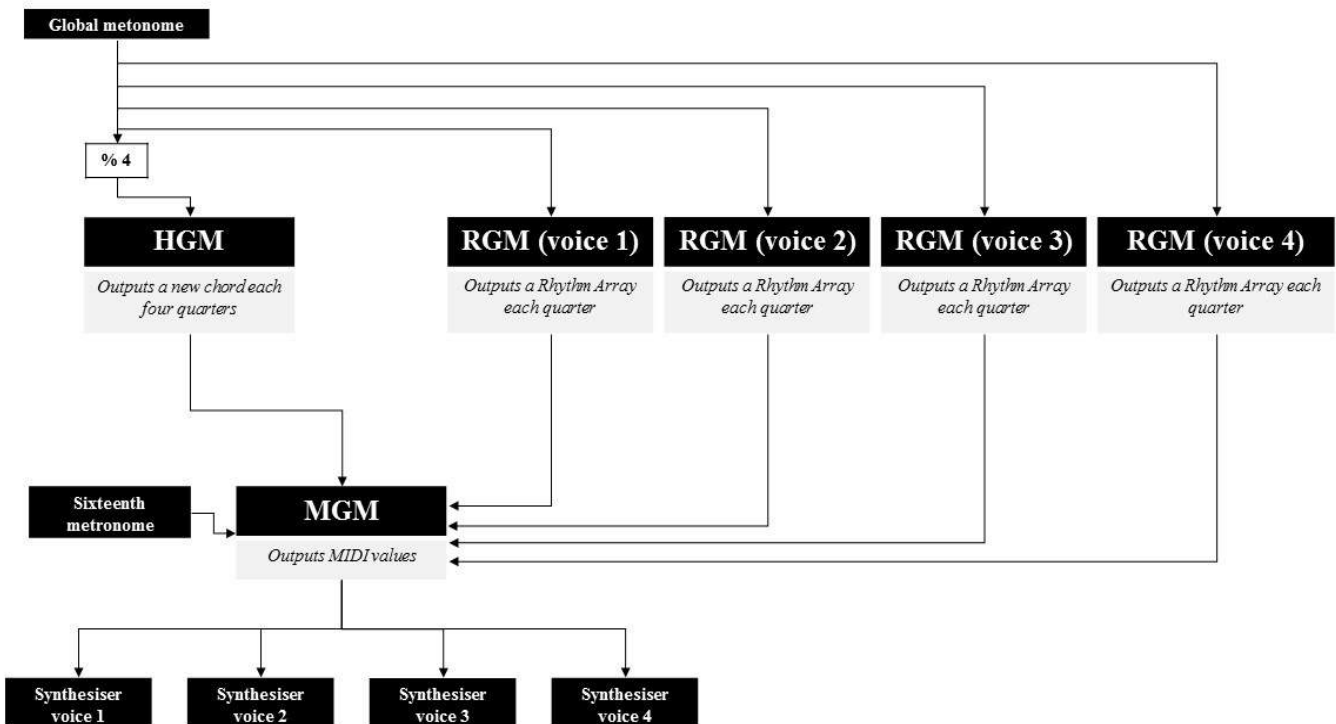 Global metonome
% 4
HGM
Outputs a new chord each
four quarters
RGM (voice 1)
Outputs a Rhythm Array
each quarter
RGM (voice 2)
Outputs a Rhythm Array
each quarter
RGM (voice 3)
Outputs a Rhythm Array
each quarter
RGM (voice 4)
Outputs a Rhythm Array each
quarter
Sixteenth
metronome
MGM
Outputs MIDI values
Synthesiser
voice 1
Synthesiser
voice 2
Synthesiser
voice 3
Synthesiser
voice 4